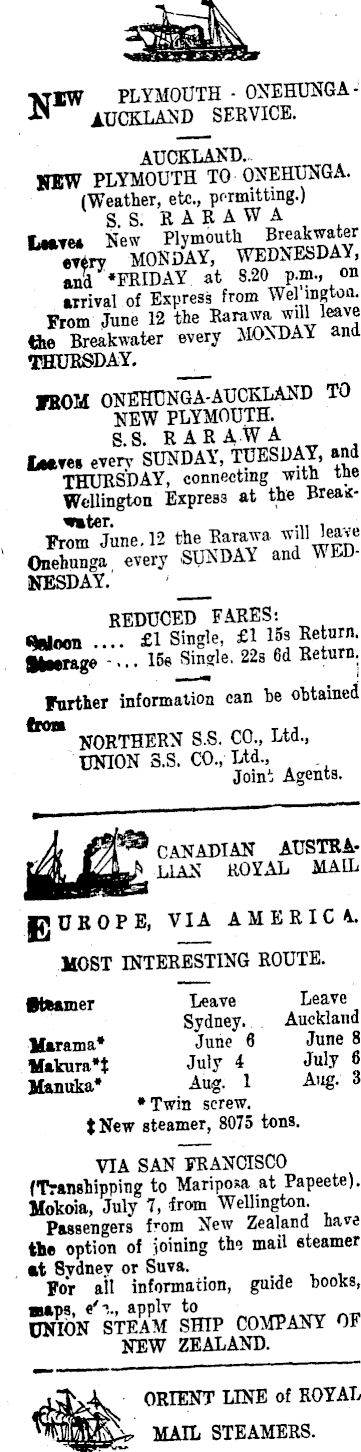 NEW PLYMOUTH - ONEHUNGA-
AUCKLAND SERVICE.
AUCKLAND.
NEW PLYMOUTH TO ONEHUNGA.
(Weather, etc., permitting.)
S. S. RARAWA
Leaves New Plymouth Breakwater
every MONDAY, WEDNESDAY,
and *FRIDAY at 8.20 p.m., on
arrival of Express from Wel'ington.
From June 12 the Rarawa will leave
the Breakwater every MONDAY and
THURSDAY.
FROM ONEHUNGA-AUCKLAND TO
NEW PLYMOUTH.
S.S. RARAWA
Leaves every SUNDAY, TUESDAY, and
THURSDAY, connecting with the
Wellington Express at the Break-
water.
From June 12 the Rarawa will leave
Onehunga every SUNDAY and WED-
NESDAY.
REDUCED FARES:
Saloon .... £1 Single, £1 15s Return.
Steerage .... 15s Single. 22s 6d Return.
Further information can be obtained
from
NORTHERN S.S. CO., Ltd.,
UNION S.S. CO., Ltd.,
Joint Agents.
CANADIAN AUSTRA-
LIAN ROYAL MAIL
EUROPE, VIA AMERICA.
MOST INTERESTING ROUTE.
Steamer Leave Leave
Sydney. Auckland
Marama* June 6 June 8
Makura*‡ July 4 July 6
Manuka* Aug. 1 Aug. 3
* Twin screw.
‡ New steamer, 8075 tons.
VIA SAN FRANCISCO
(Transhipping to Mariposa at Papeete).
Mokoia, July 7, from Wellington.
Passengers from New Zealand have
the option of joining the mail steamer
at Sydney or Suva.
For all information, guide books,
maps, etc., apply to
UNION STEAM SHIP COMPANY OF
NEW ZEALAND.
ORIENT LINE of ROYAL
MAIL STEAMERS.